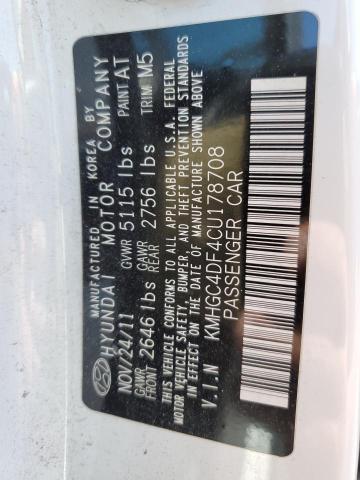 MANUFACTURED IN KOREA BY
HYUNDAI MOTOR COMPANY
NOV/24/11 GVWR 5115 lbs PAINT AT
GAWR FRONT 2646 lbs GAWR REAR 2756 lbs TRIM M5
THIS VEHICLE CONFORMS TO ALL APPLICABLE U.S.A. FEDERAL
MOTOR VEHICLE SAFETY, BUMPER, AND THEFT PREVENTION STANDARDS
IN EFFECT ON THE DATE OF MANUFACTURE SHOWN ABOVE
V.I.N KMHGC4DF4CU178708
PASSENGER CAR